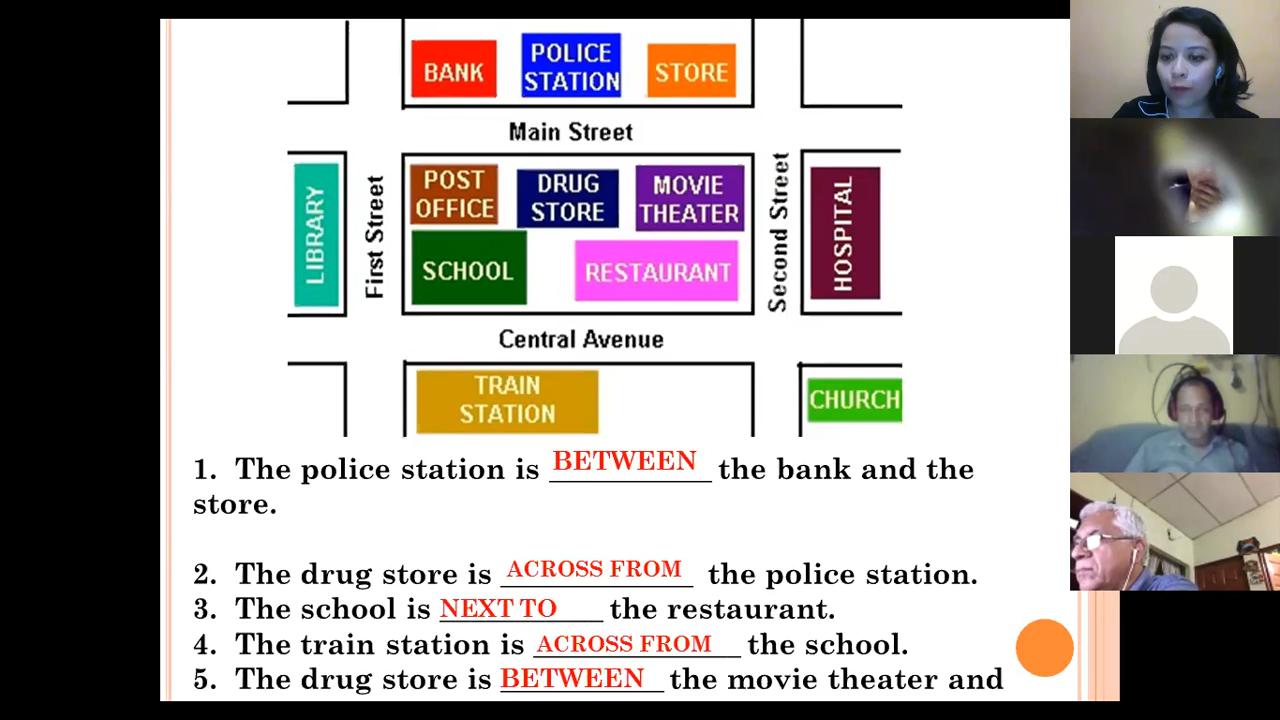 BANK
POLICE
STATION
STORE
Main Street
LIBRARY
First Street
POST
OFFICE
DRUG
STORE
MOVIE
THEATER
Second Street
HOSPITAL
SCHOOL
RESTAURANT
Central Avenue
TRAIN
STATION
CHURCH
1. The police station is BETWEEN the bank and the
store.
2. The drug store is ACROSS FROM the police station.
3. The school is NEXT TO the restaurant.
4. The train station is ACROSS FROM the school.
5. The drug store is BETWEEN the movie theater and